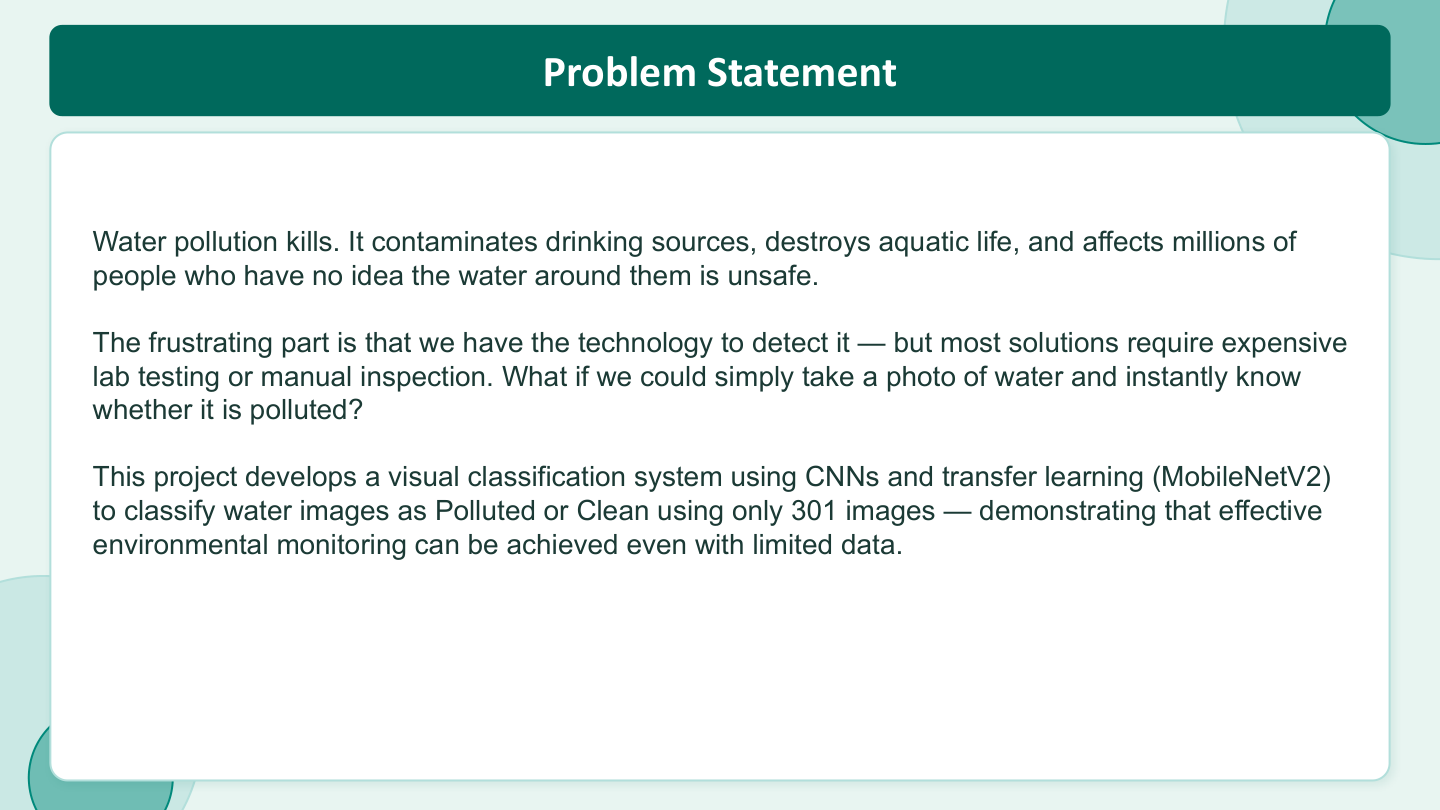 Problem Statement
Water pollution kills. It contaminates drinking sources, destroys aquatic life, and affects millions of
people who have no idea the water around them is unsafe.
The frustrating part is that we have the technology to detect it — but most solutions require expensive
lab testing or manual inspection. What if we could simply take a photo of water and instantly know
whether it is polluted?
This project develops a visual classification system using CNNs and transfer learning (MobileNetV2)
to classify water images as Polluted or Clean using only 301 images — demonstrating that effective
environmental monitoring can be achieved even with limited data.